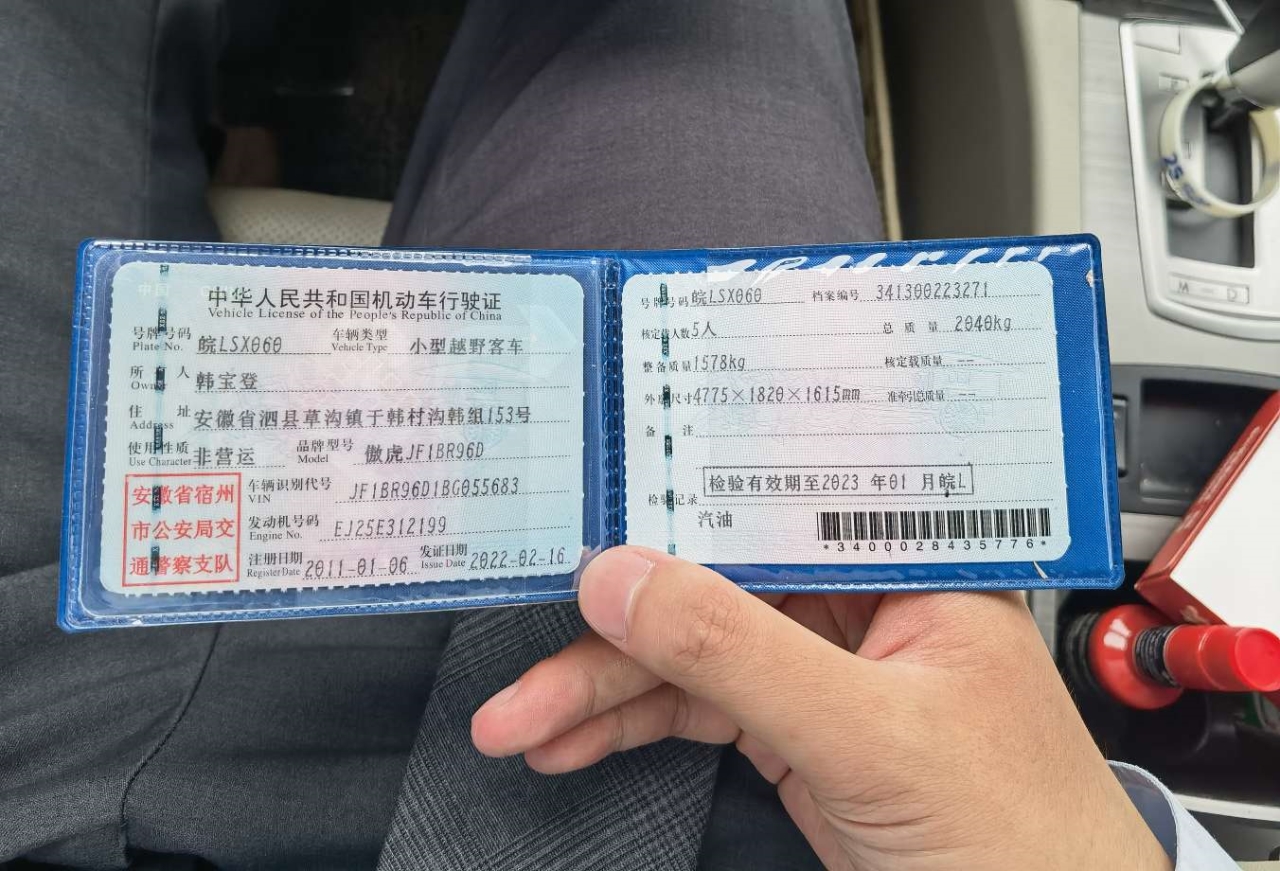 中华人民共和国机动车行驶证
Vehicle License of the People's Republic of China
号牌号码 皖LSX060 车辆类型 小型越野客车
Plate No. Vehicle Type
所有人 韩宝登
Owner
住址 安徽省泗县草沟镇于韩村沟韩组153号
Address
使用性质 非营运 品牌型号 傲虎JF1BR96D
Use Character Model
安徽省宿州
市公安局交
通警察支队
车辆识别代号 JF1BR96D1BG055683
VIN
发动机号码 EJ25E312199
Engine No.
注册日期 2011-01-06 发证日期 2022-02-16
Register Date Issue Date
号牌号码 皖LSX060 档案编号 341300223271
核定载人数 5人 总质量 2040kg
整备质量 1578kg 核定载质量 --
外廓尺寸 4775×1820×1615mm 准牵引总质量 --
备注
检验记录 检验有效期至2023 年01 月皖L
汽油
*3400028435776*